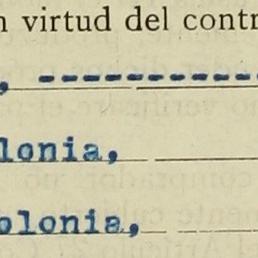 n virtud del contr
, ------------
lonia,
olonia,